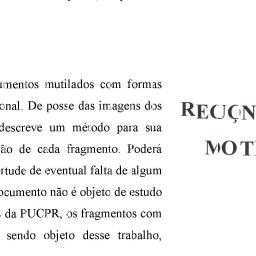 umentos mutilados com formas
onal. De posse das imagens dos
descreve um método para sua
ão de cada fragmento. Poderá
rtude de eventual falta de algum
ocumento não é objeto de estudo
da PUCPR, os fragmentos com
sendo objeto desse trabalho,
RECON
MOT